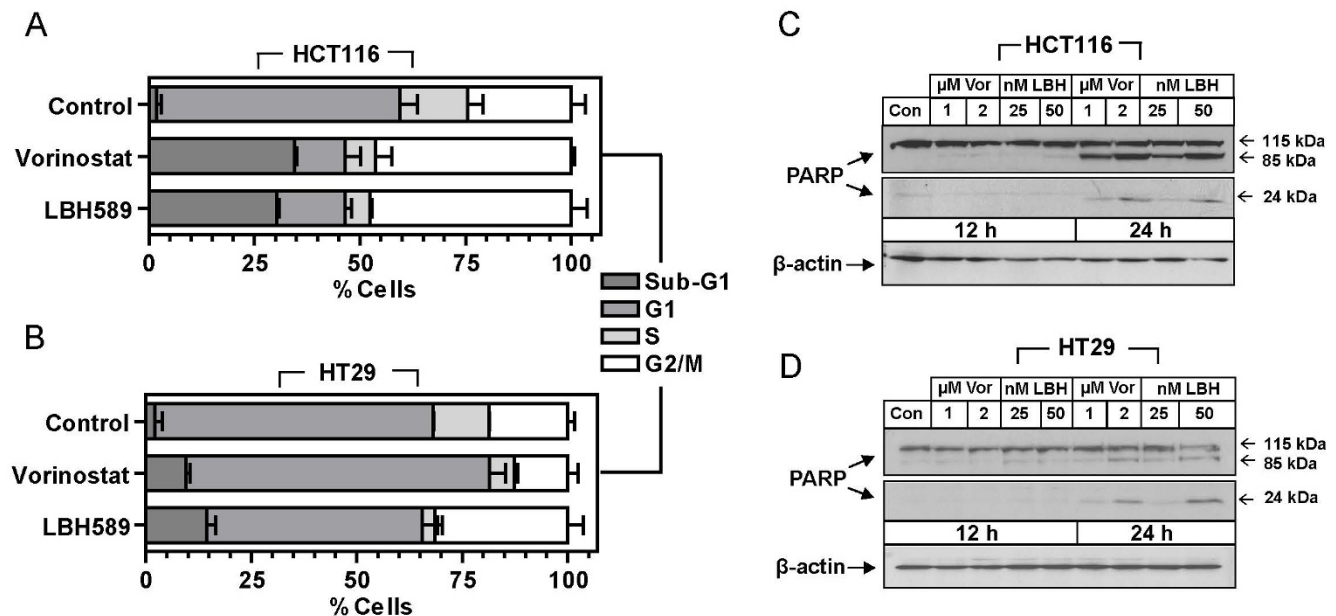 A
HCT116
Control
Vorinostat
LBH589
0 25 50 75 100
% Cells
Sub-G1
G1
S
G2/M
B
HT29
Control
Vorinostat
LBH589
0 25 50 75 100
% Cells
C
HCT116
µM Vor nM LBH µM Vor nM LBH
Con 1 2 25 50 1 2 25 50
← 115 kDa
← 85 kDa
PARP
← 24 kDa
12 h 24 h
β-actin →
D
HT29
µM Vor nM LBH µM Vor nM LBH
Con 1 2 25 50 1 2 25 50
← 115 kDa
← 85 kDa
PARP
← 24 kDa
12 h 24 h
β-actin →